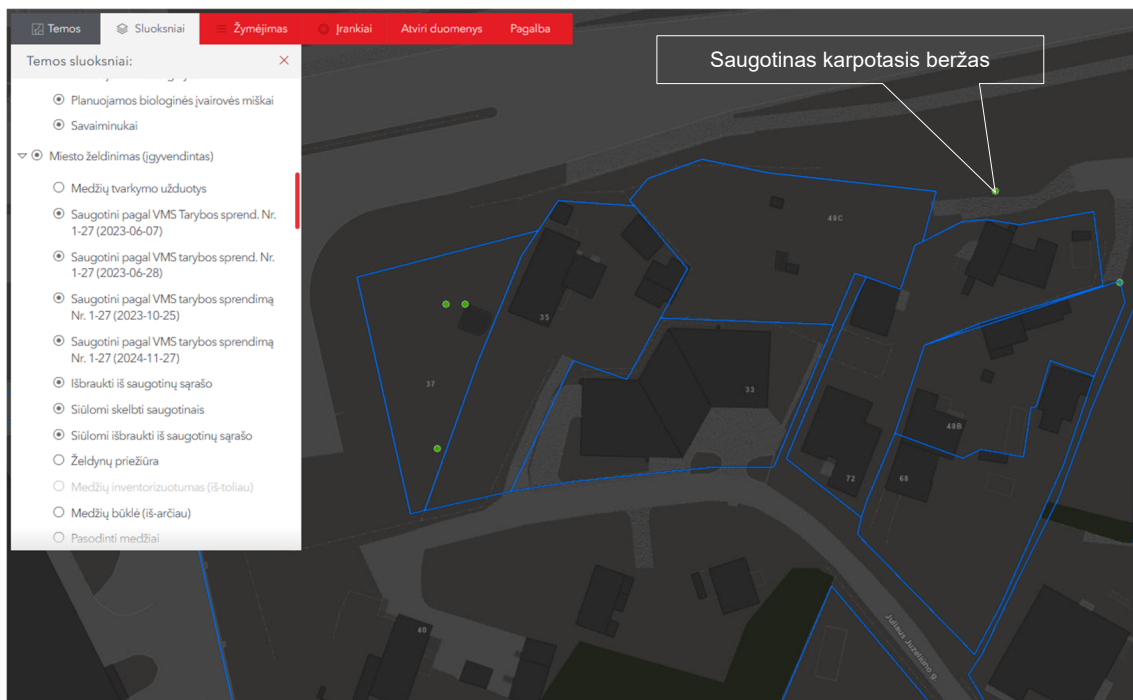 Temos
Sluoksniai
Žymėjimas
Įrankiai
Atviri duomenys
Pagalba
Temos sluoksniai:
Planuojamos biologinės įvairovės miškai
Savaiminukai
Miesto želdinimas (įgyvendintas)
Medžių tvarkymo užduotys
Saugotini pagal VMS Tarybos sprend. Nr.
1-27 (2023-06-07)
Saugotini pagal VMS tarybos sprend. Nr.
1-27 (2023-06-28)
Saugotini pagal VMS tarybos sprendimą
Nr. 1-27 (2023-10-25)
Saugotini pagal VMS tarybos sprendimą
Nr. 1-27 (2024-11-27)
Išbraukti iš saugotinų sąrašo
Siūlomi skelbti saugotinais
Siūlomi išbraukti iš saugotinų sąrašo
Želdynų priežiūra
Medžių inventorizuotumas (iš-toliau)
Medžių būklė (iš-arčiau)
Pasodinti medžiai
Saugotinas karpotasis beržas
49C
35
37
33
49B
72
68
40
Juliaus Juzeliūno g.